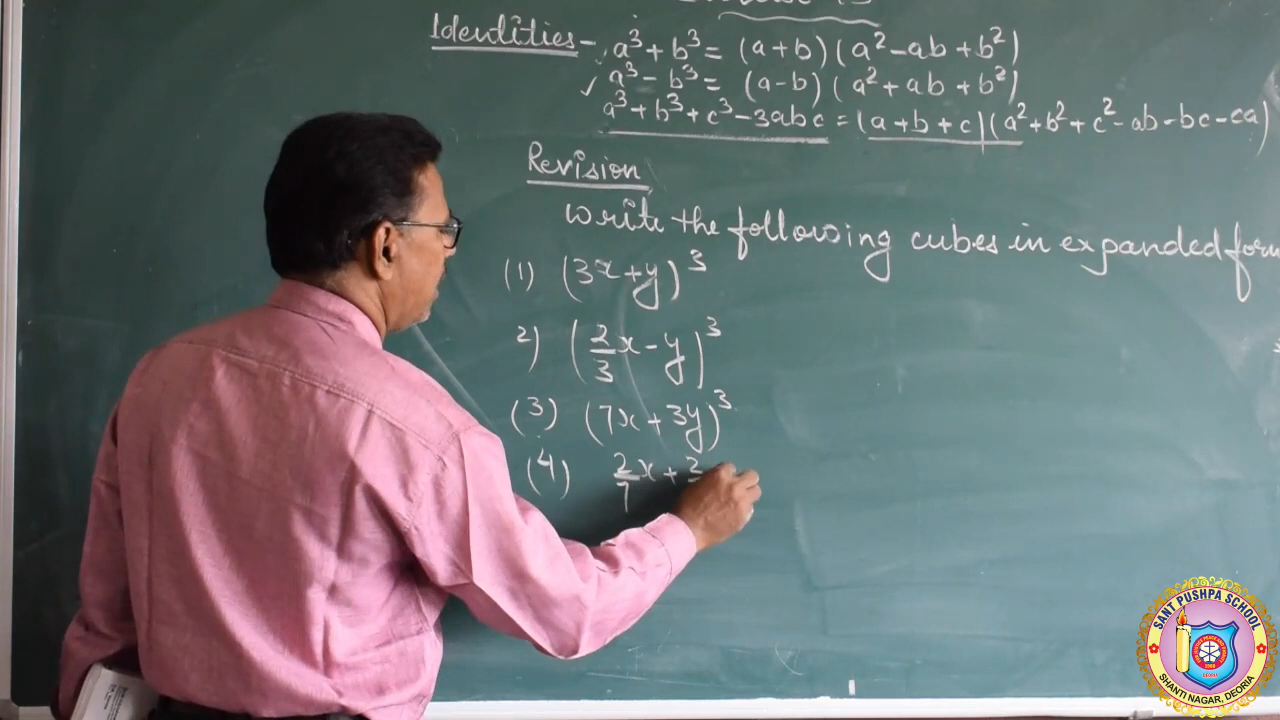 Identities - a³ + b³ = (a + b) (a² - ab + b²)
✓ a³ - b³ = (a - b) (a² + ab + b²)
a³ + b³ + c³ - 3abc = (a + b + c) (a² + b² + c² - ab - bc - ca)
Revision
Write the following cubes in expanded form
(1) (3x + y)³
2) (2/3 x - y)³
(3) (7x + 3y)³
(4) 2/7 x + 2
SANT PUSHPA SCHOOL
SHANTI NAGAR, DEORIA